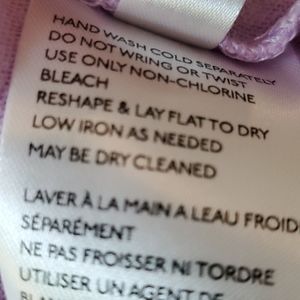 HAND WASH COLD SEPARATELY
DO NOT WRING OR TWIST
USE ONLY NON-CHLORINE
BLEACH
RESHAPE & LAY FLAT TO DRY
LOW IRON AS NEEDED
MAY BE DRY CLEANED
LAVER À LA MAIN A LEAU FROID
SÉPARÉMENT
NE PAS FROISSER NI TORDRE
UTILISER UN AGENT DE